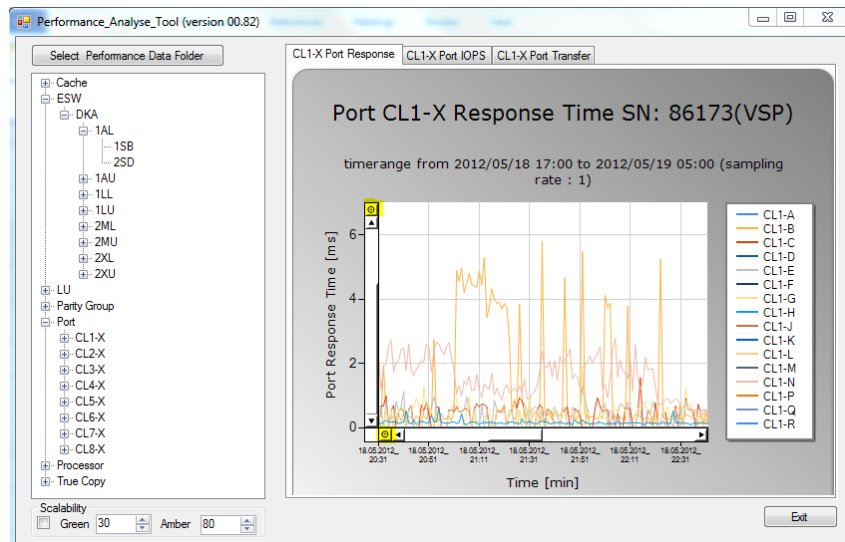 Performance_Analyse_Tool (version 00.82)
Select Performance Data Folder
Cache
ESW
DKA
1AL
1SB
2SD
1AU
1LL
1LU
2ML
2MU
2XL
2XU
LU
Parity Group
Port
CL1-X
CL2-X
CL3-X
CL4-X
CL5-X
CL6-X
CL7-X
CL8-X
Processor
True Copy
Scalability
Green 30 Amber 80
CL1-X Port Response CL1-X Port IOPS CL1-X Port Transfer
Port CL1-X Response Time SN: 86173(VSP)
timerange from 2012/05/18 17:00 to 2012/05/19 05:00 (sampling
rate : 1)
Port Response Time [ms]
6
4
2
0
18.05.2012_ 18.05.2012_ 18.05.2012_ 18.05.2012_ 18.05.2012_ 18.05.2012_ 18.05.2012_
20:31 20:51 21:11 21:31 21:51 22:11 22:31
Time [min]
CL1-A
CL1-B
CL1-C
CL1-D
CL1-E
CL1-F
CL1-G
CL1-H
CL1-J
CL1-K
CL1-L
CL1-M
CL1-N
CL1-P
CL1-Q
CL1-R
Exit